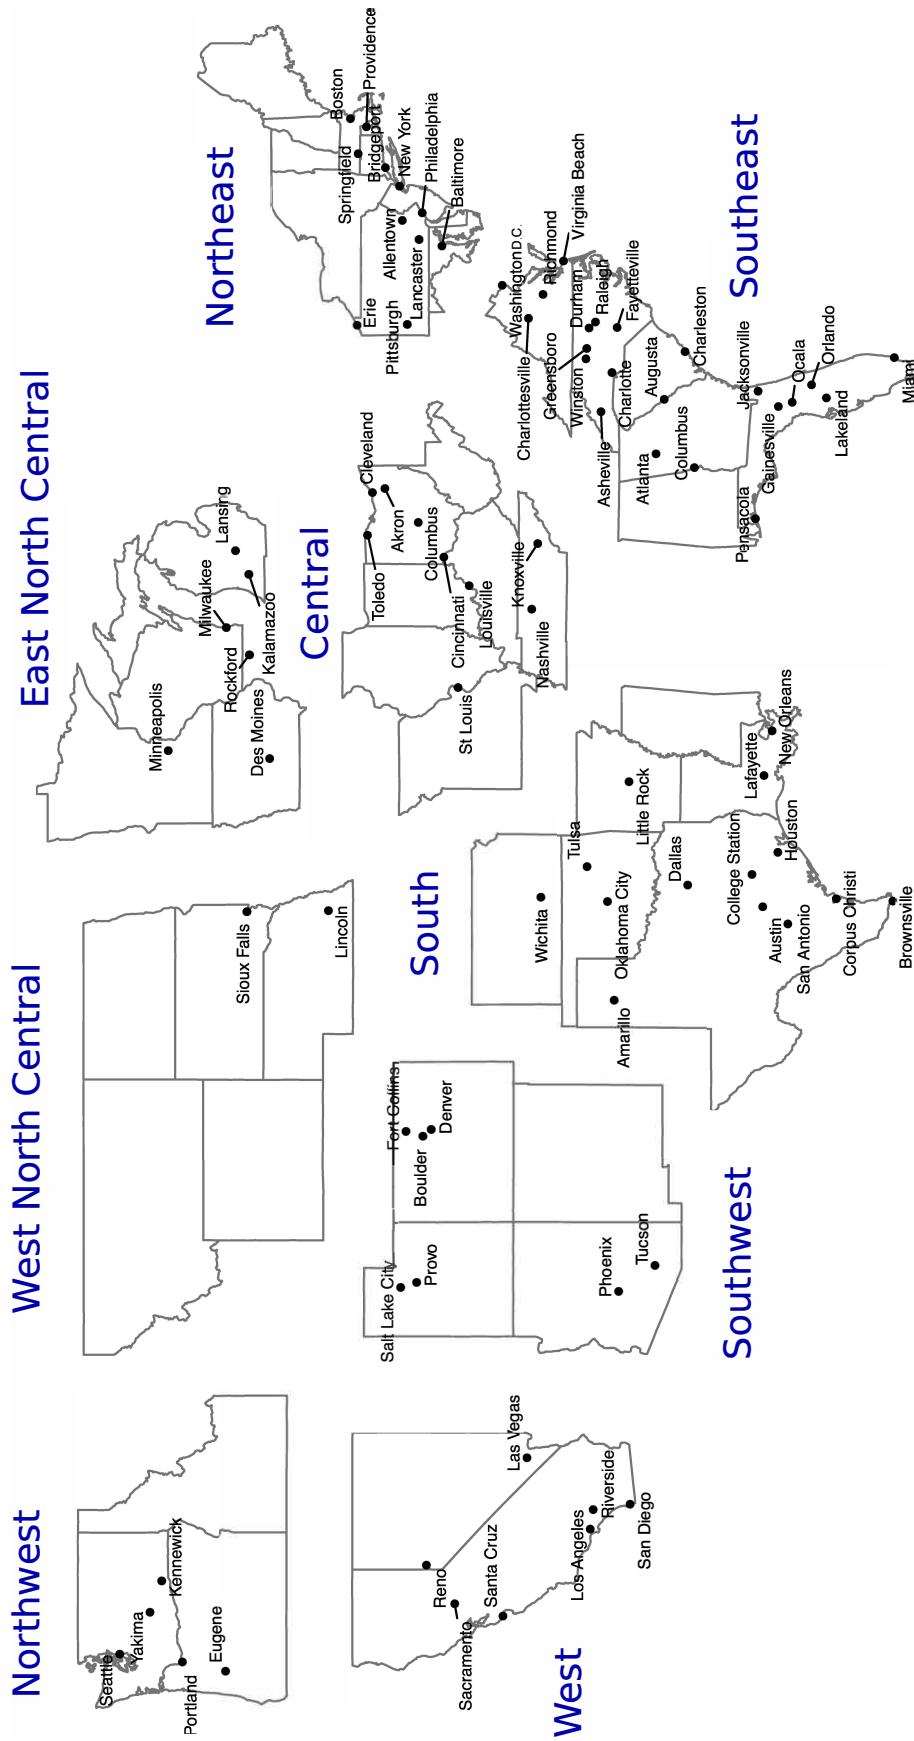 Northwest
Seattle
Yakima
Kennewick
Portland
Eugene
West North Central
Sioux Falls
Lincoln
East North Central
Minneapolis
Des Moines
Rockford
Milwaukee
Kalamazoo
Lansing
Northeast
Erie
Pittsburgh
Lancaster
Allentown
Springfield
Bridgeport
Boston
Providence
New York
Philadelphia
Baltimore
West
Reno
Sacramento
Santa Cruz
Las Vegas
Los Angeles
Riverside
San Diego
Southwest
Salt Lake City
Provo
Fort Collins
Boulder
Denver
Phoenix
Tucson
South
Wichita
Tulsa
Oklahoma City
Amarillo
Little Rock
Dallas
College Station
Austin
San Antonio
Houston
Corpus Christi
Brownsville
Lafayette
New Orleans
Central
Toledo
Cleveland
Akron
Columbus
Cincinnati
Louisville
St Louis
Knoxville
Nashville
Southeast
Washington D.C.
Charlottesville
Richmond
Virginia Beach
Greensboro
Winston
Durham
Raleigh
Fayetteville
Asheville
Charlotte
Augusta
Charleston
Atlanta
Columbus
Pensacola
Jacksonville
Gainesville
Ocala
Orlando
Lakeland
Miami